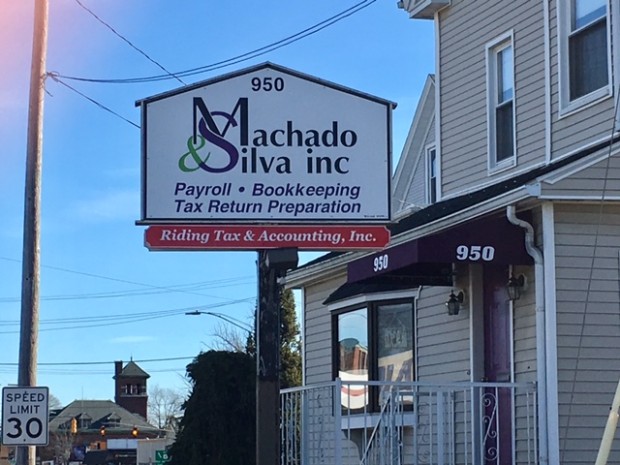 950
Machado
& Silva inc
Payroll • Bookkeeping
Tax Return Preparation
Riding Tax & Accounting, Inc.
950
950
SPEED
LIMIT
30